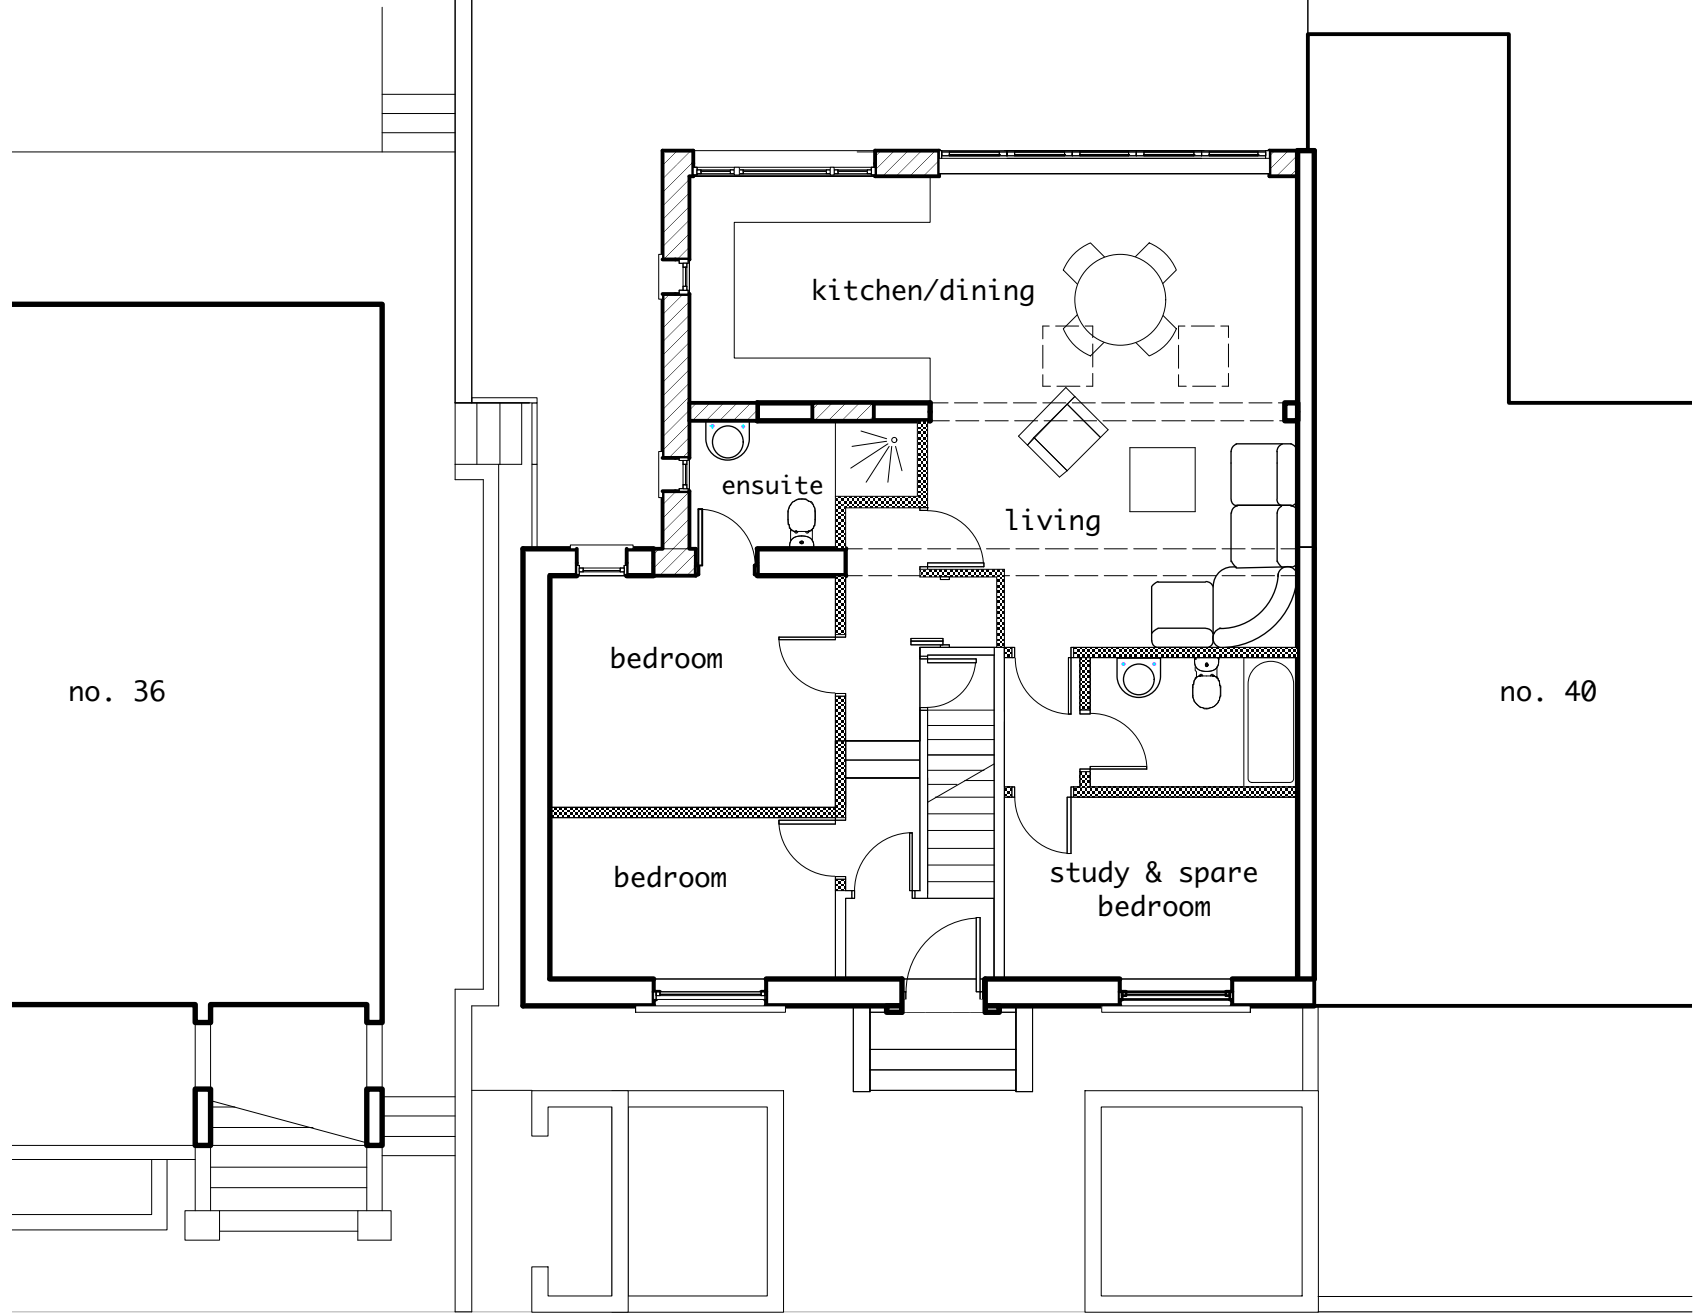 kitchen/dining
ensuite
living
bedroom
no. 36
no. 40
bedroom
study & spare
bedroom